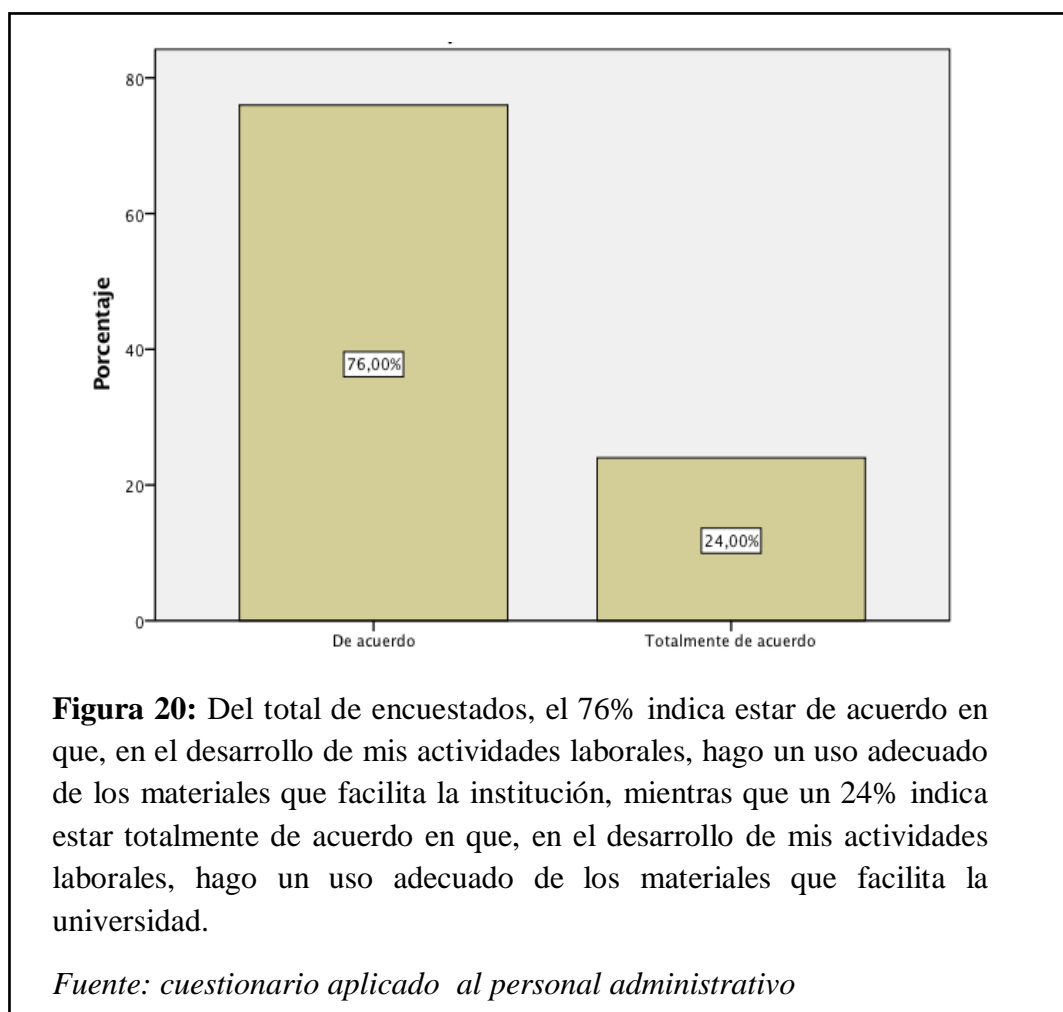 80
60
Porcentaje
40
76,00%
20
24,00%
0
De acuerdo Totalmente de acuerdo
Figura 20: Del total de encuestados, el 76% indica estar de acuerdo en
que, en el desarrollo de mis actividades laborales, hago un uso adecuado
de los materiales que facilita la institución, mientras que un 24% indica
estar totalmente de acuerdo en que, en el desarrollo de mis actividades
laborales, hago un uso adecuado de los materiales que facilita la
universidad.
Fuente: cuestionario aplicado al personal administrativo